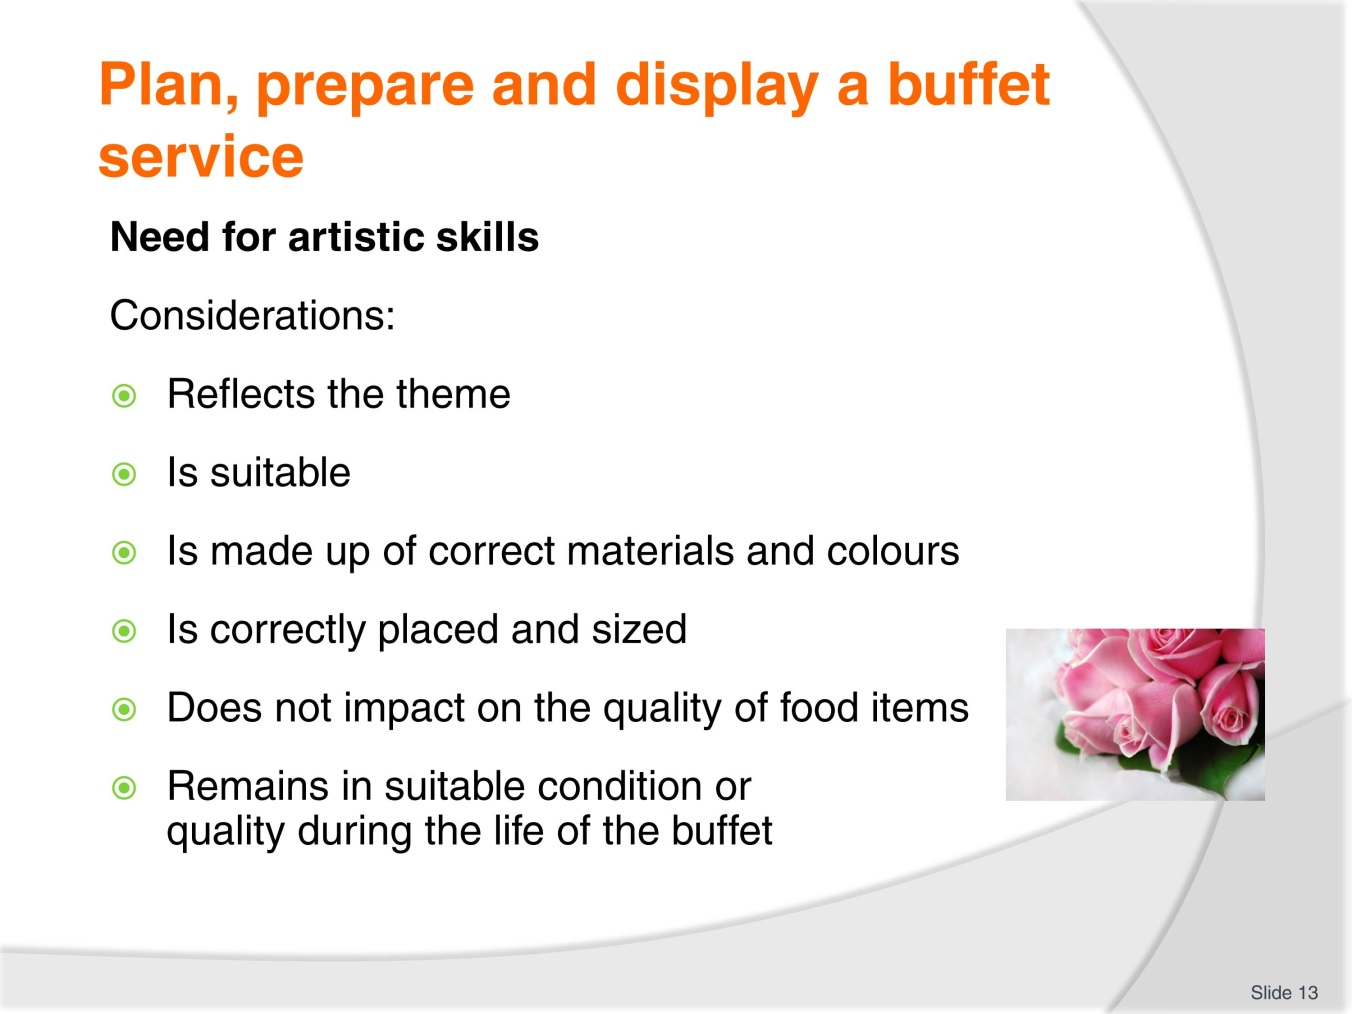 Plan, prepare and display a buffet
service
Need for artistic skills
Considerations:
Reflects the theme
Is suitable
Is made up of correct materials and colours
Is correctly placed and sized
Does not impact on the quality of food items
Remains in suitable condition or
quality during the life of the buffet
Slide 13